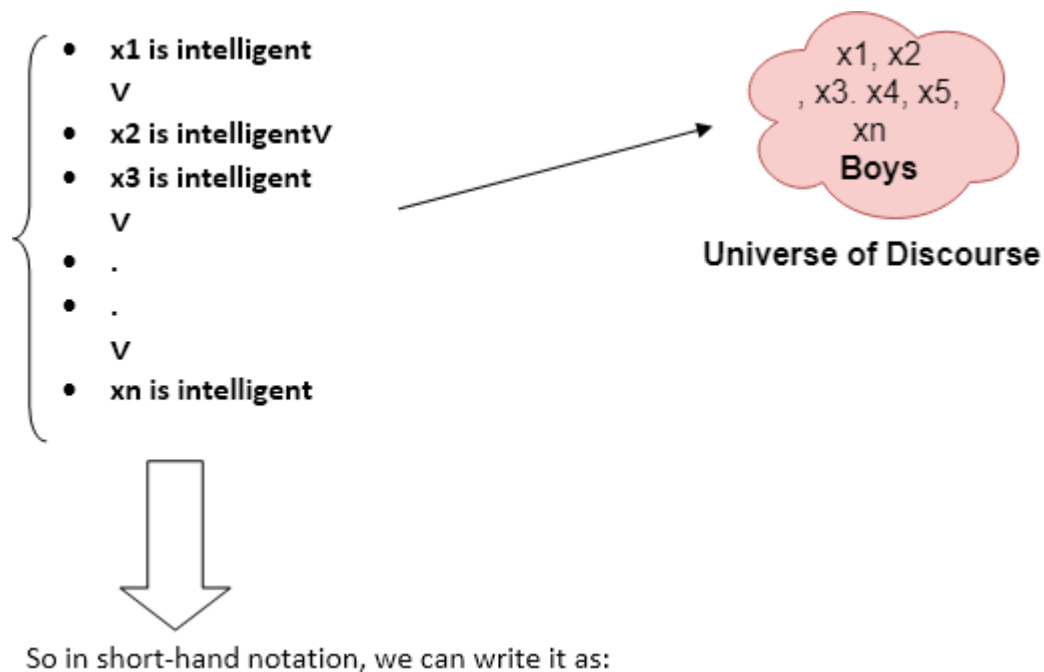 • x1 is intelligent
∨
• x2 is intelligent∨
• x3 is intelligent
∨
• .
• .
∨
• xn is intelligent
x1, x2
, x3. x4, x5,
xn
Boys
Universe of Discourse
So in short-hand notation, we can write it as: